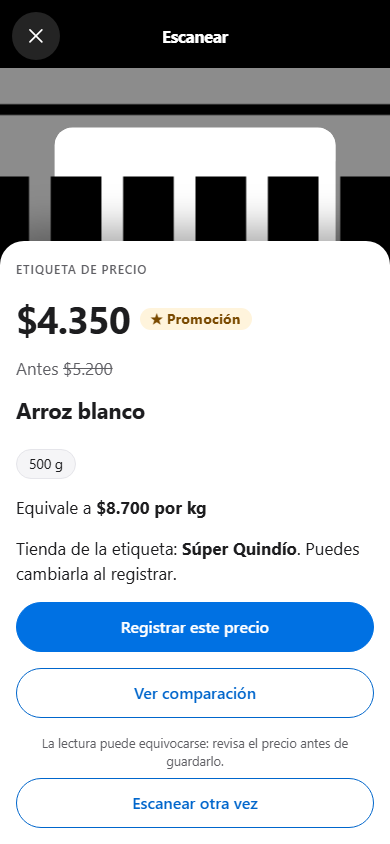 Escanear
ETIQUETA DE PRECIO
$4.350 ★ Promoción
Antes $5.200
Arroz blanco
500 g
Equivale a $8.700 por kg
Tienda de la etiqueta: Súper Quindío. Puedes
cambiarla al registrar.
Registrar este precio
Ver comparación
La lectura puede equivocarse: revisa el precio antes de
guardarlo.
Escanear otra vez